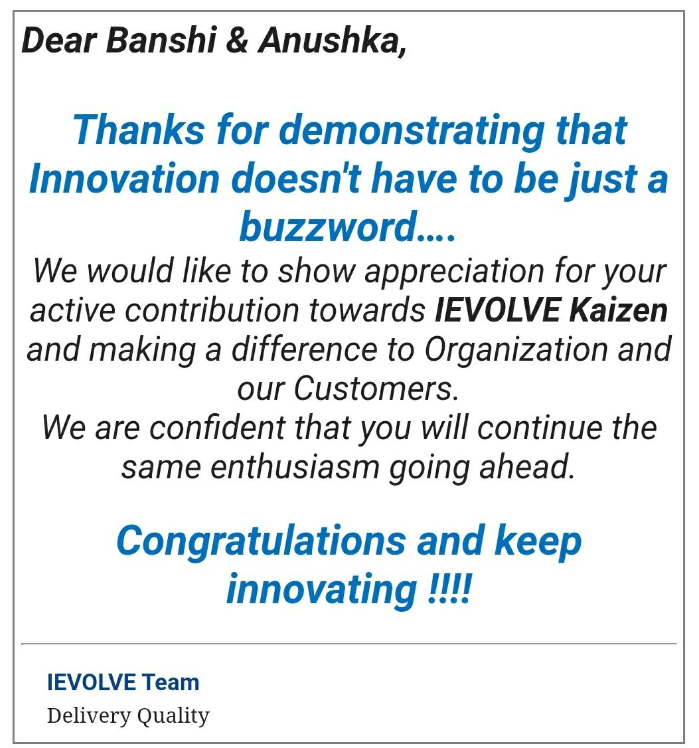 Dear Banshi & Anushka,
Thanks for demonstrating that
Innovation doesn't have to be just a
buzzword....
We would like to show appreciation for your
active contribution towards IEVOLVE Kaizen
and making a difference to Organization and
our Customers.
We are confident that you will continue the
same enthusiasm going ahead.
Congratulations and keep
innovating !!!!
IEVOLVE Team
Delivery Quality